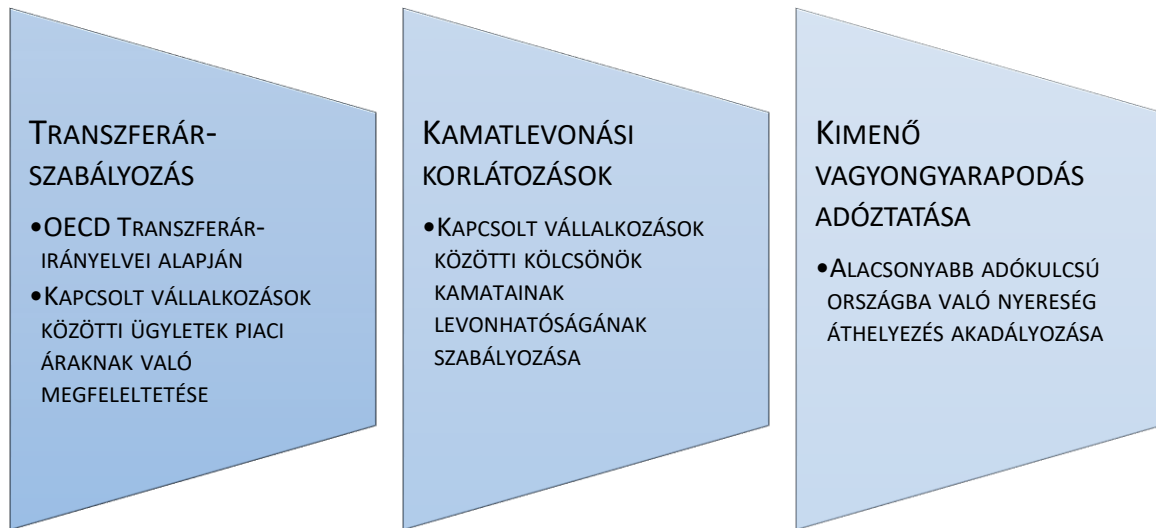 TRANSZFERÁR-
SZABÁLYOZÁS
•OECD TRANSZFERÁR-
IRÁNYELVEI ALAPJÁN
•KAPCSOLT VÁLLALKOZÁSOK
KÖZÖTTI ÜGYLETEK PIACI
ÁRAKNAK VALÓ
MEGFELELTETÉSE
KAMATLEVONÁSI
KORLÁTOZÁSOK
•KAPCSOLT VÁLLALKOZÁSOK
KÖZÖTTI KÖLCSÖNÖK
KAMATAINAK
LEVONHATÓSÁGÁNAK
SZABÁLYOZÁSA
KIMENŐ
VAGYONGYARAPODÁS
ADÓZTATÁSA
•ALACSONYABB ADÓKULCSÚ
ORSZÁGBA VALÓ NYERESÉG
ÁTHELYEZÉS AKADÁLYOZÁSA